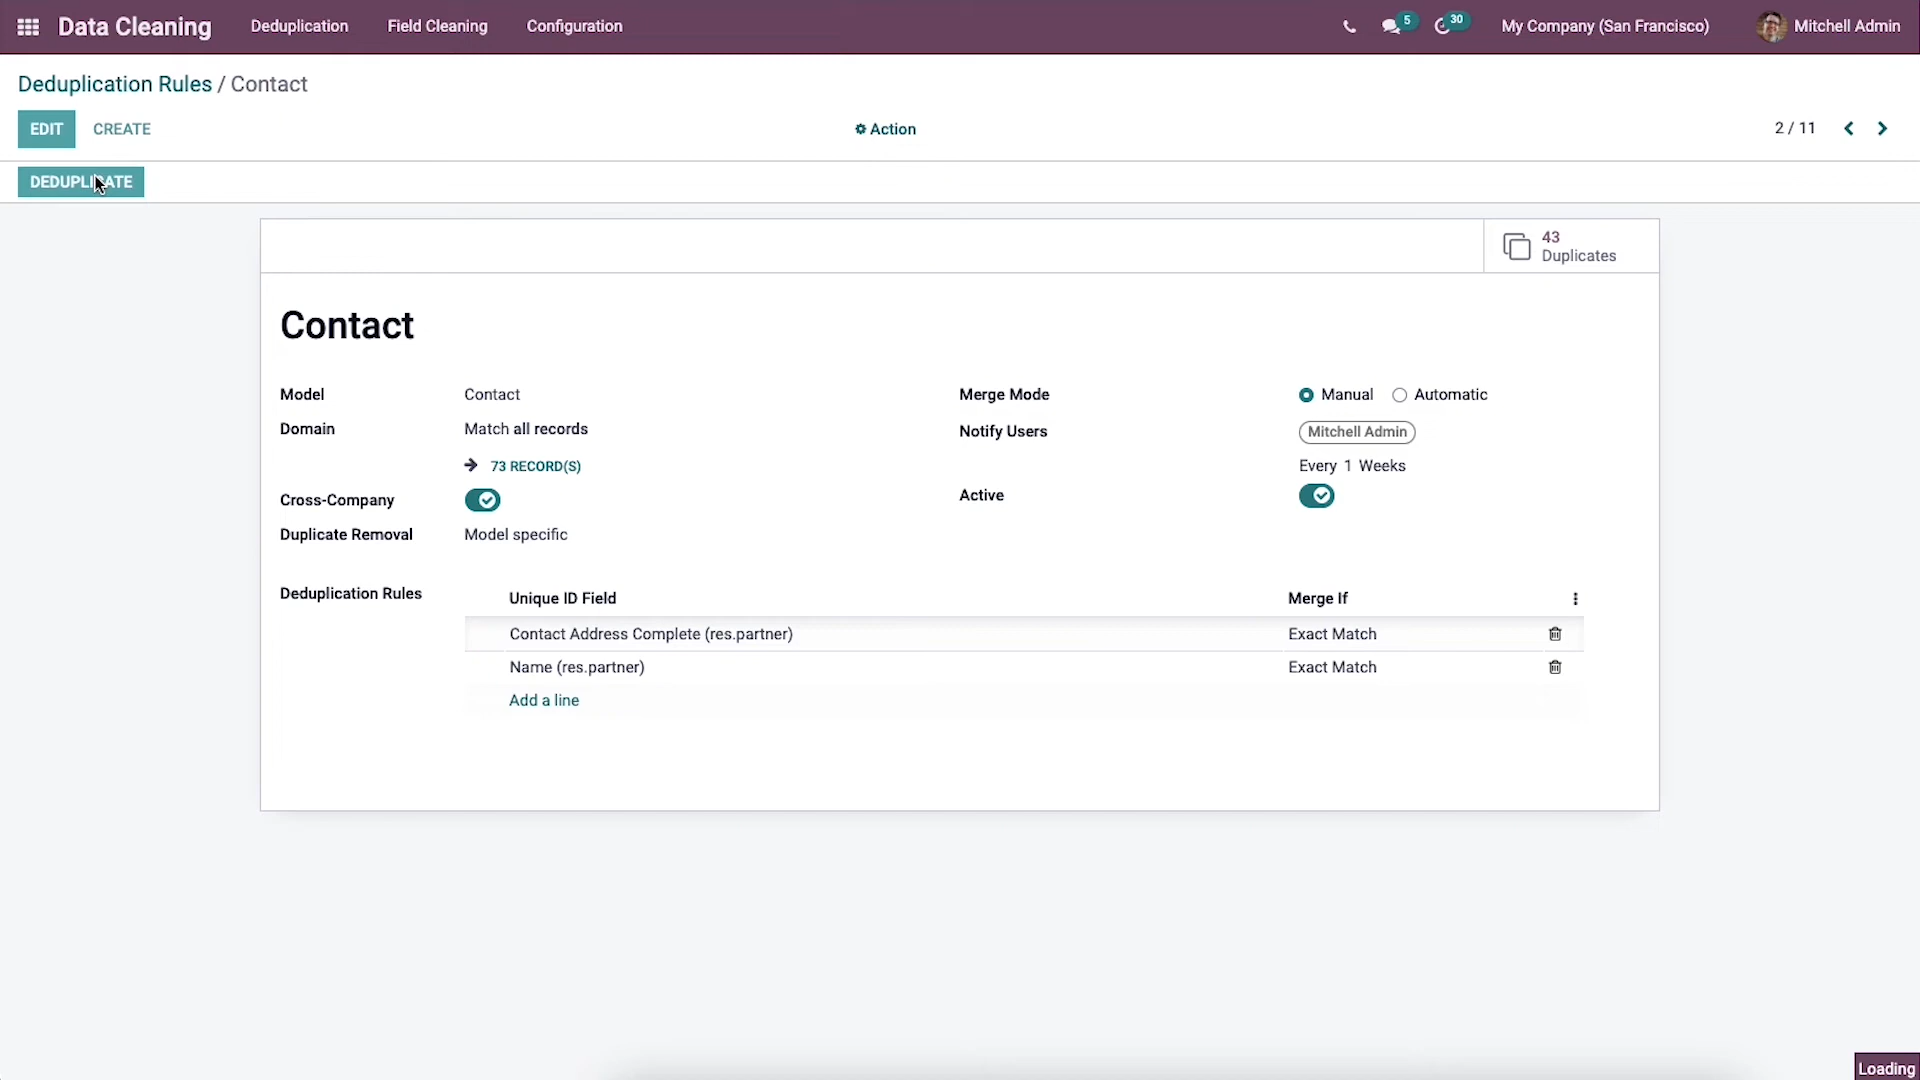 Data Cleaning Deduplication Field Cleaning Configuration 5 30 My Company (San Francisco) Mitchell Admin
Deduplication Rules / Contact
EDIT CREATE Action 2 / 11
DEDUPLICATE
43
Duplicates
Contact
Model Contact
Domain Match all records
73 RECORD(S)
Cross-Company
Duplicate Removal Model specific
Merge Mode Manual Automatic
Notify Users Mitchell Admin
Every 1 Weeks
Active
Deduplication Rules
Unique ID Field Merge If
Contact Address Complete (res.partner) Exact Match
Name (res.partner) Exact Match
Add a line
Loading